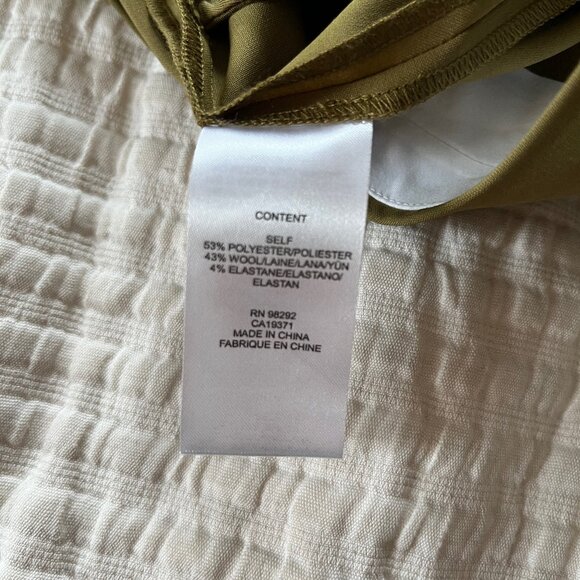 CONTENT
SELF
53% POLYESTER/POLIESTER
43% WOOL/LAINE/LANA/YÜN
4% ELASTANE/ELASTANO/
ELASTAN
RN 98292
CA19371
MADE IN CHINA
FABRIQUE EN CHINE